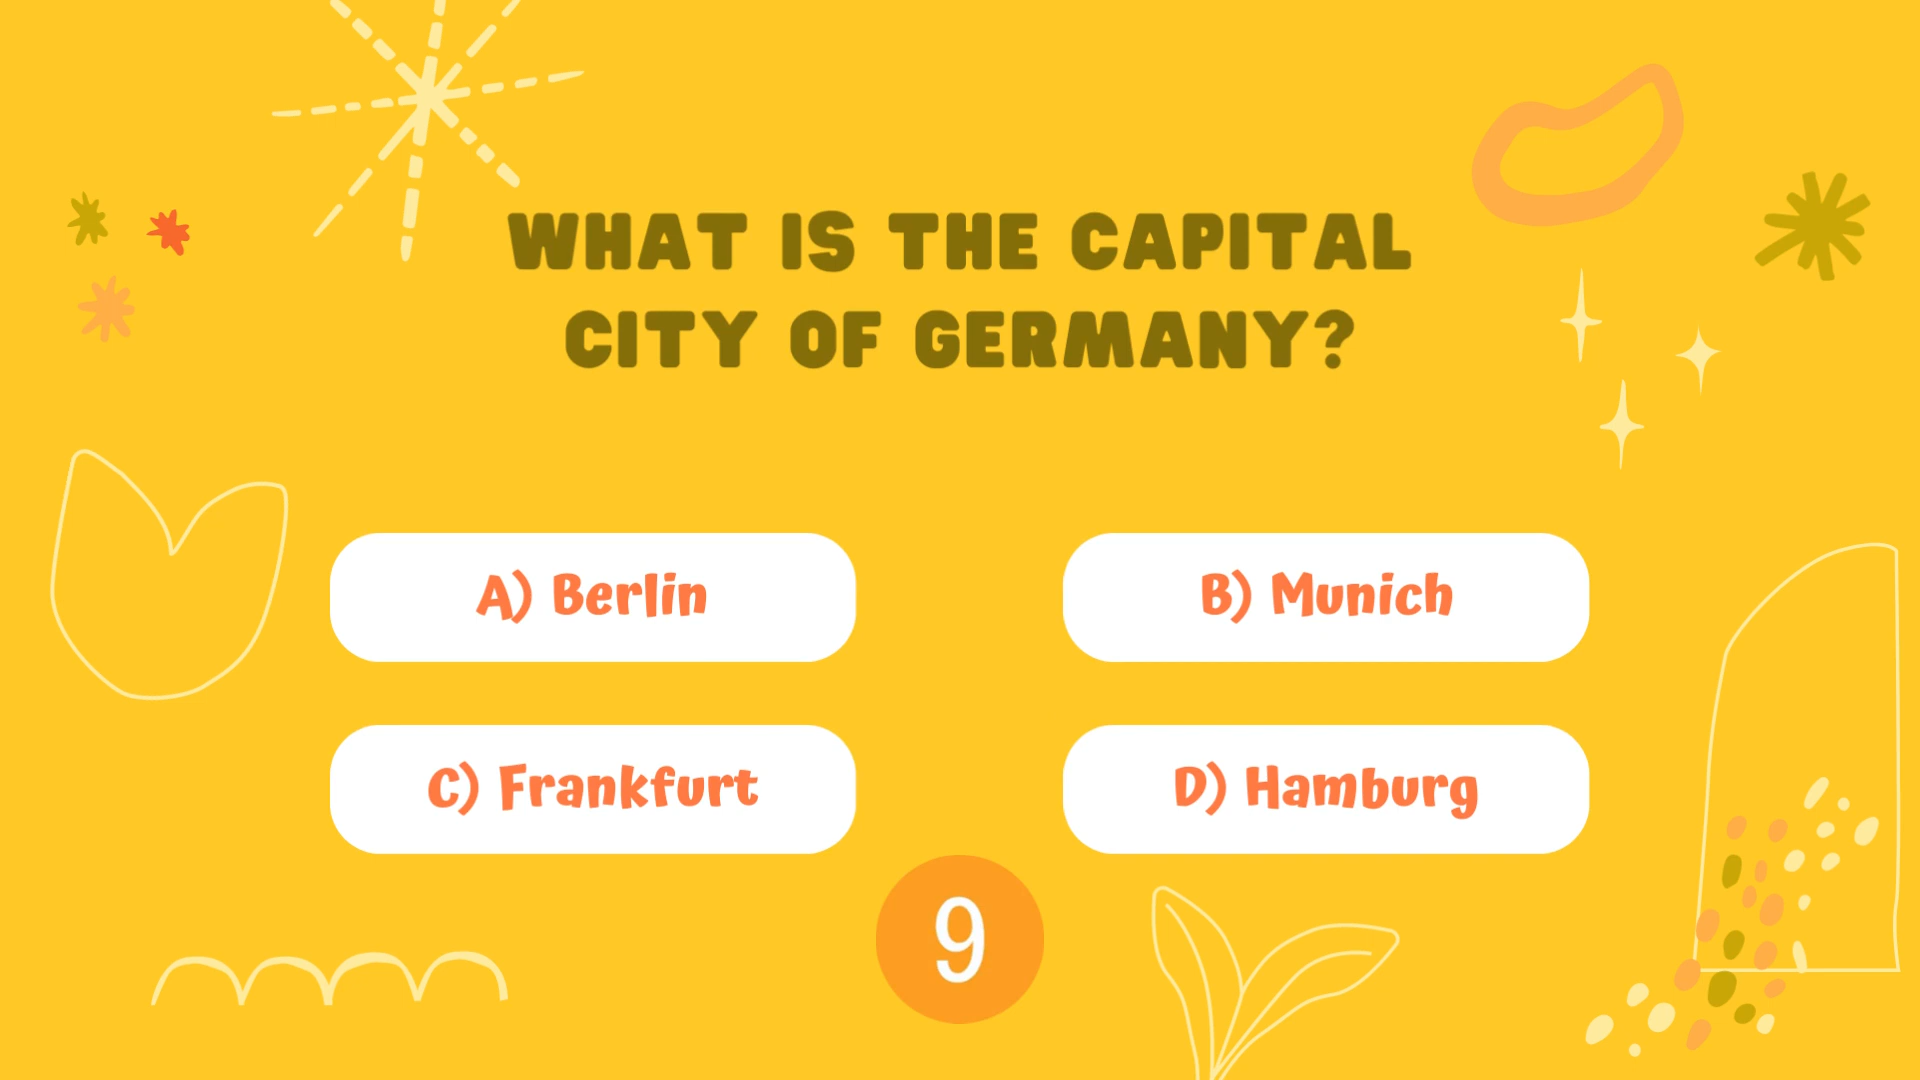 WHAT IS THE CAPITAL
CITY OF GERMANY?
A) Berlin
B) Munich
C) Frankfurt
D) Hamburg
9